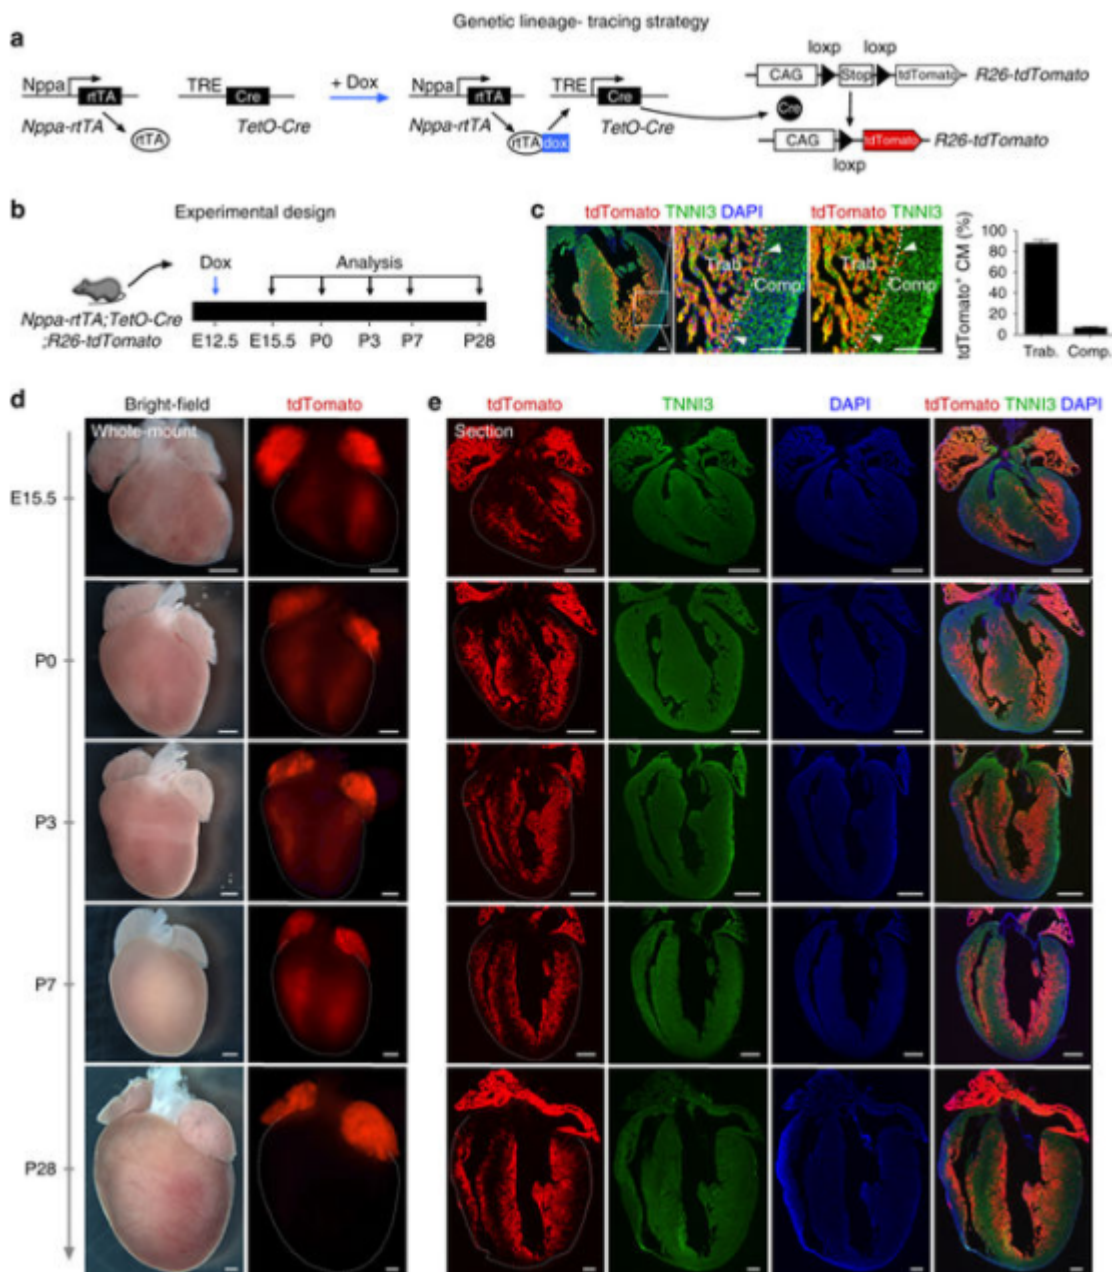 Genetic lineage- tracing strategy
a
loxp loxp
Nppa TRE + Dox Nppa TRE CAG Stop tdTomato R26-tdTomato
rtTA Cre rtTA Cre
Nppa-rtTA TetO-Cre Nppa-rtTA TetO-Cre Cre
rtTA rtTA dox CAG tdTomato R26-tdTomato
loxp
b
Experimental design
Dox Analysis
Nppa-rtTA;TetO-Cre
;R26-tdTomato
E12.5 E15.5 P0 P3 P7 P28
c
tdTomato TNNI3 DAPI tdTomato TNNI3
Trab. Comp. Trab. Comp.
tdTomato+ CM (%)
100
80
60
40
20
0
Trab. Comp.
d
Bright-field tdTomato
Whole-mount
E15.5
P0
P3
P7
P28
e
tdTomato TNNI3 DAPI tdTomato TNNI3 DAPI
Section